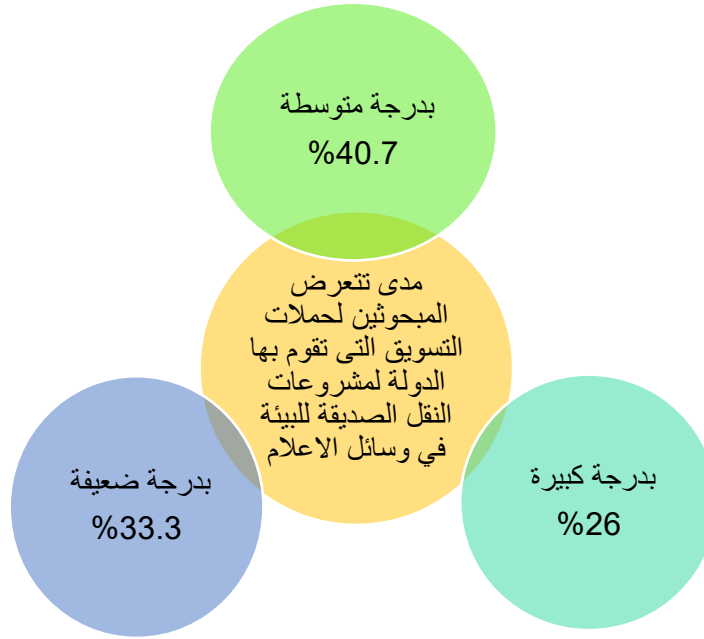 بدرجة متوسطة
%40.7
مدى تتعرض
المبحوثين لحملات
التسويق التى تقوم بها
الدولة لمشروعات
النقل الصديقة للبيئة
في وسائل الاعلام
بدرجة كبيرة
%26
بدرجة ضعيفة
%33.3